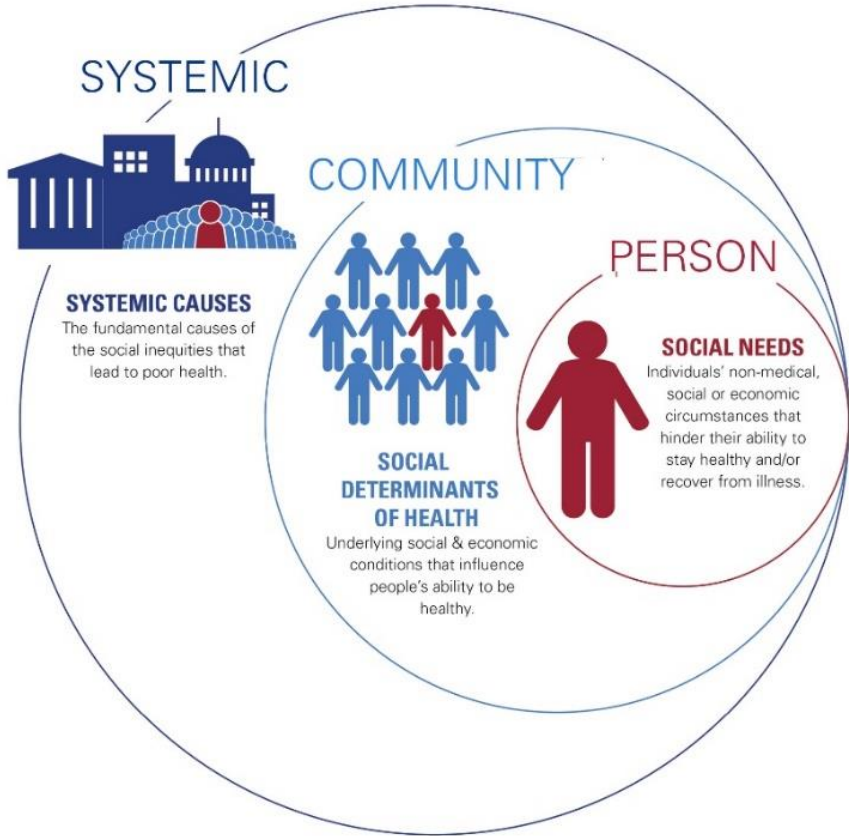 SYSTEMIC
SYSTEMIC CAUSES
The fundamental causes of
the social inequities that
lead to poor health.
COMMUNITY
SOCIAL
DETERMINANTS
OF HEALTH
Underlying social & economic
conditions that influence
people's ability to be
healthy.
PERSON
SOCIAL NEEDS
Individuals' non-medical,
social or economic
circumstances that
hinder their ability to
stay healthy and/or
recover from illness.